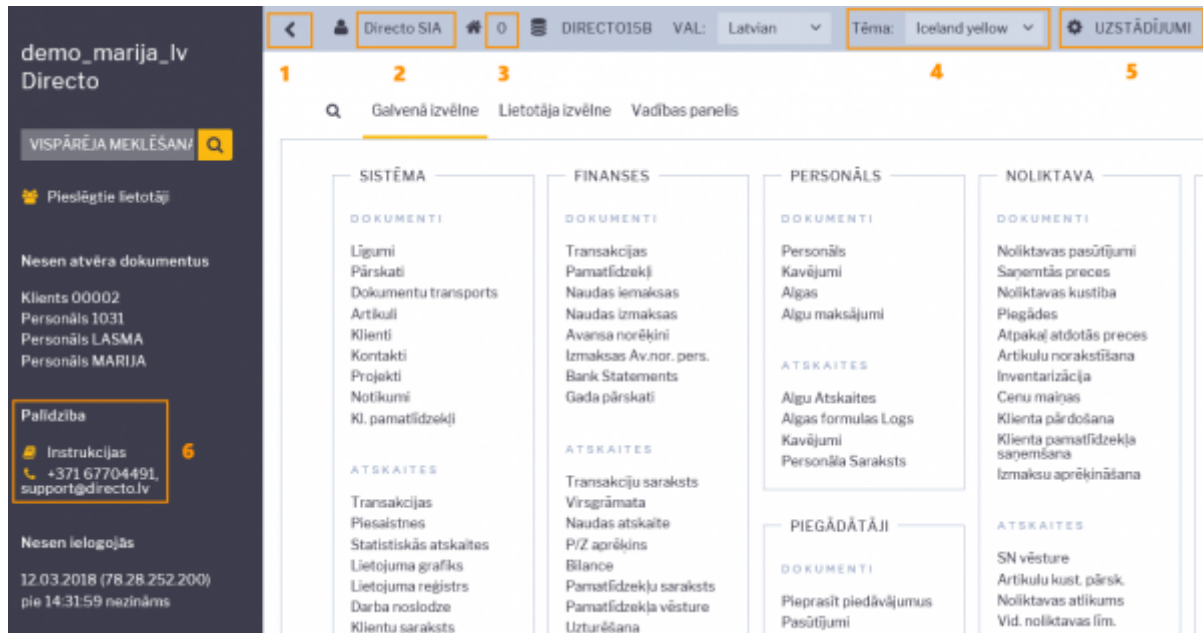 demo_marija_lv
Directo
VISPĀRĒJA MEKLĒŠANA
Pieslēgtie lietotāji
Nesen atvēra dokumentus
Klients 00002
Personāls 1031
Personāls LASMA
Personāls MARIJA
Palīdzība
Instrukcijas
+371 67704491,
support@directo.lv
6
Nesen ielogojās
12.03.2018 (78.28.252.200)
pie 14:31:59 nezināms
Directo SIA
0
DIRECTO15B
VAL:
Latvian
Tēma:
Iceland yellow
UZSTĀDĪJUMI
1
2
3
4
5
Galvenā izvēlne
Lietotāja izvēlne
Vadības panelis
SISTĒMA
DOKUMENTI
Līgumi
Pārskati
Dokumentu transports
Artikuli
Klienti
Kontakti
Projekti
Notikumi
Kl. pamatlīdzekļi
ATSKAITES
Transakcijas
Piesaistnes
Statistiskās atskaites
Lietojuma grafiks
Lietojuma reģistrs
Darba noslodze
Klientu saraksts
FINANSES
DOKUMENTI
Transakcijas
Pamatlīdzekļi
Naudas iemaksas
Naudas izmaksas
Avansa norēķini
Izmaksas Av.nor. pers.
Bank Statements
Gada pārskati
ATSKAITES
Transakciju saraksts
Virsgrāmata
Naudas atskaite
P/Z aprēķins
Bilance
Pamatlīdzekļu saraksts
Pamatlīdzekļa vēsture
Uzturēšana
PERSONĀLS
DOKUMENTI
Personāls
Kavējumi
Algas
Algu maksājumi
ATSKAITES
Algu Atskaites
Algas formulas Logs
Kavējumi
Personāla Saraksts
PIEGĀDĀTĀJI
DOKUMENTI
Pieprasīt piedāvājumus
Pasūtījumi
NOLIKTAVA
DOKUMENTI
Noliktavas pasūtījumi
Saņemtās preces
Noliktavas kustība
Piegādes
Atpakaļ atdotās preces
Artikulu norakstīšana
Inventarizācija
Cenu maiņas
Klienta pārdošana
Klienta pamatlīdzekļa
saņemšana
Izmaksu aprēķināšana
ATSKAITES
SN vēsture
Artikulu kust. pārsk.
Noliktavas atlikums
Vid. noliktavas līm.